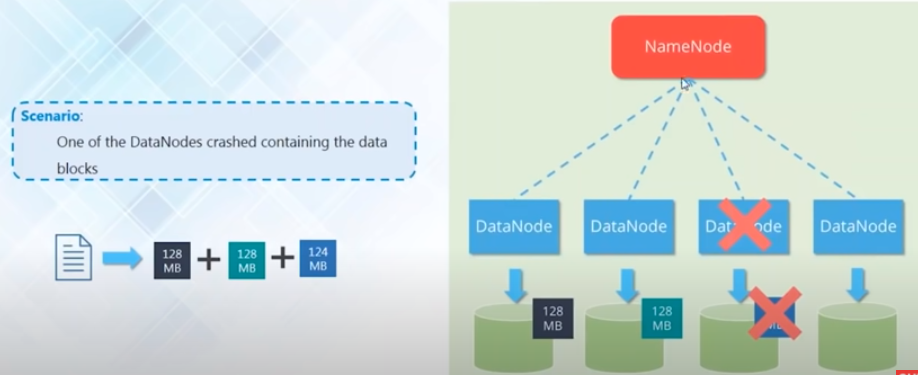 Scenario:
One of the DataNodes crashed containing the data
blocks
128
MB
+
128
MB
+
124
MB
NameNode
DataNode
DataNode
DataNode
128
MB
128
MB
MB